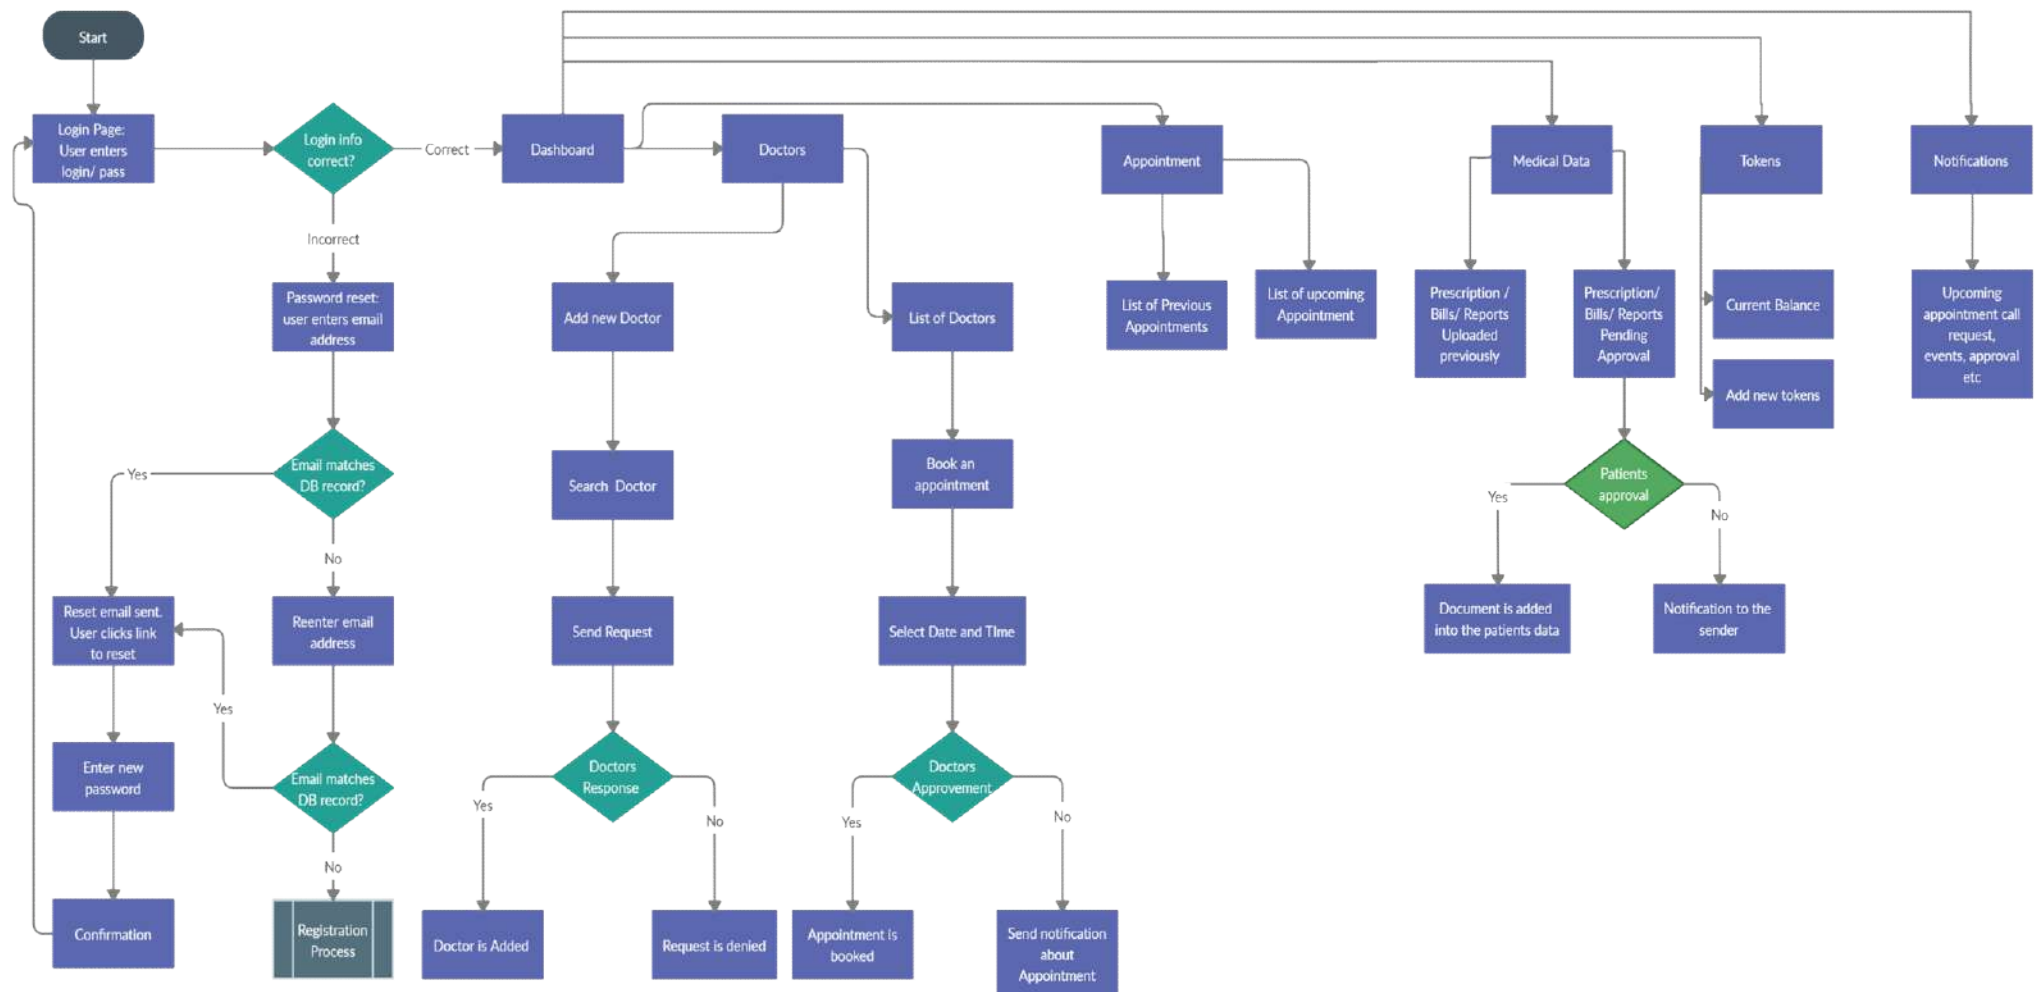 Start
Login Page:
User enters
login/ pass
Login info
correct?
Correct
Dashboard
Doctors
Appointment
Medical Data
Tokens
Notifications
Incorrect
Password reset:
user enters email
address
Add new Doctor
List of Doctors
List of Previous
Appointments
List of upcoming
Appointment
Prescription /
Bills/ Reports
Uploaded
previously
Prescription/
Bills/ Reports
Pending
Approval
Current Balance
Add new tokens
Upcoming
appointment call
request,
events, approval
etc
Email matches
DB record?
Yes
No
Search Doctor
Book an
appointment
Patients
approval
Yes
No
Reset email sent.
User clicks link
to reset
Reenter email
address
Send Request
Select Date and TIme
Document is added
into the patients data
Notification to the
sender
Yes
Enter new
password
Email matches
DB record?
No
Doctors
Response
Yes
No
Doctors
Approvement
Yes
No
Confirmation
Registration
Process
Doctor is Added
Request is denied
Appointment is
booked
Send notification
about
Appointment